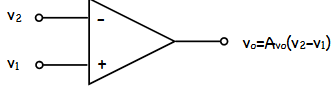 v₂ -
v₁ +
vₒ=Aᵥₒ(v₂-v₁)